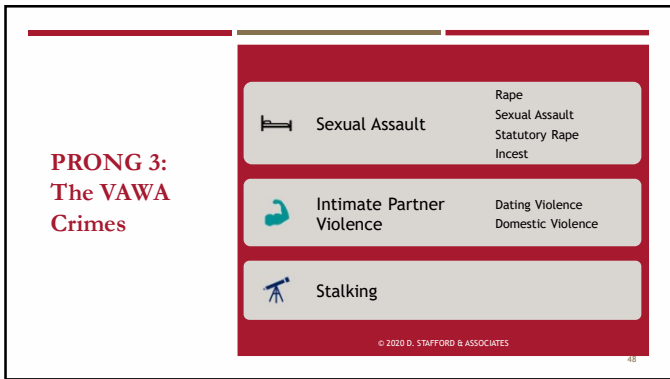 PRONG 3:
The VAWA
Crimes
Sexual Assault
Rape
Sexual Assault
Statutory Rape
Incest
Intimate Partner
Violence
Dating Violence
Domestic Violence
Stalking
© 2020 D. STAFFORD & ASSOCIATES
48